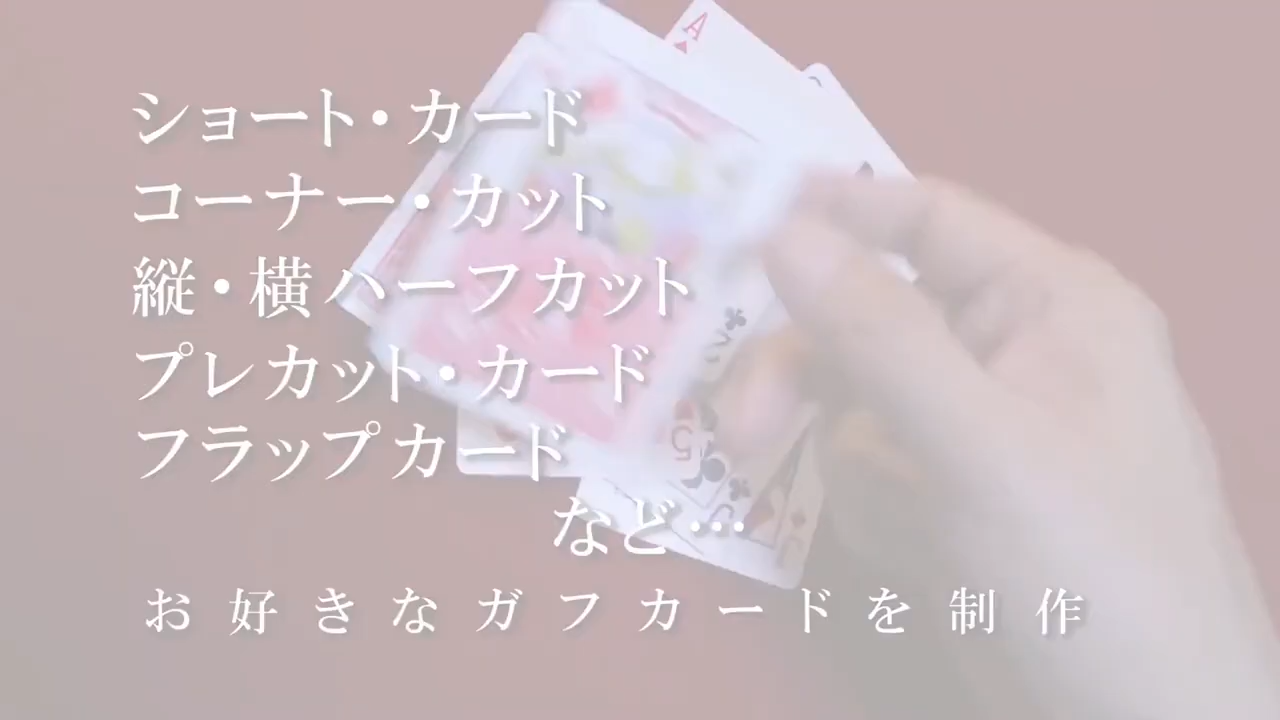 ショート・カード
コーナー・カット
縦・横ハーフカット
プレカット・カード
フラップカード
など…
お好きなガフカードを制作
A
5